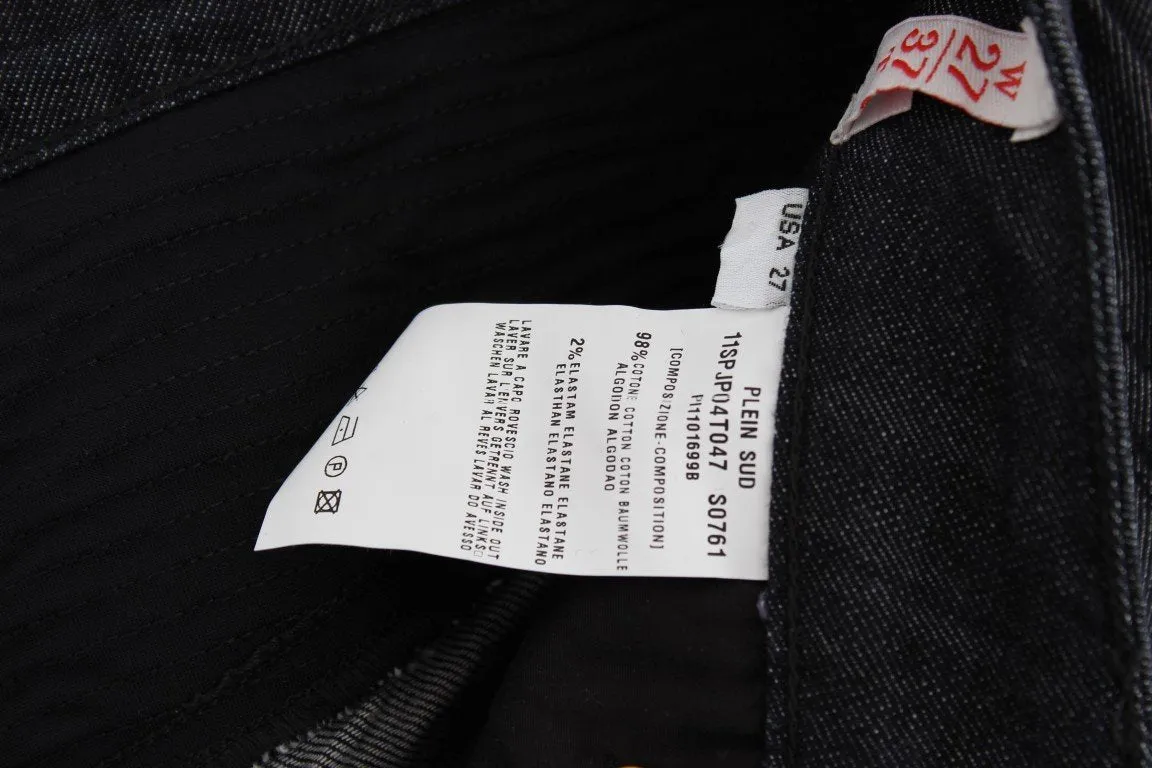 W
27
37
USA 27
PLEIN SUD
11SPJP04T047 S0761
[COMPOSIZIONE-COMPOSITION]
98%COTONE COTTON COTON BAUMWOLLE
ALGODON ALGODAO
2%ELASTAM ELASTANE ELASTANE
ELASTHAN ELASTANO ELASTANO
LAVARE A CAPO ROVESCIO WASH INSIDE OUT
LAVER SUR L'ENVERS GETRENNT AUF LINKS
WASCHEN LAVAR AL REVES LAVAR DO AVESSO
P